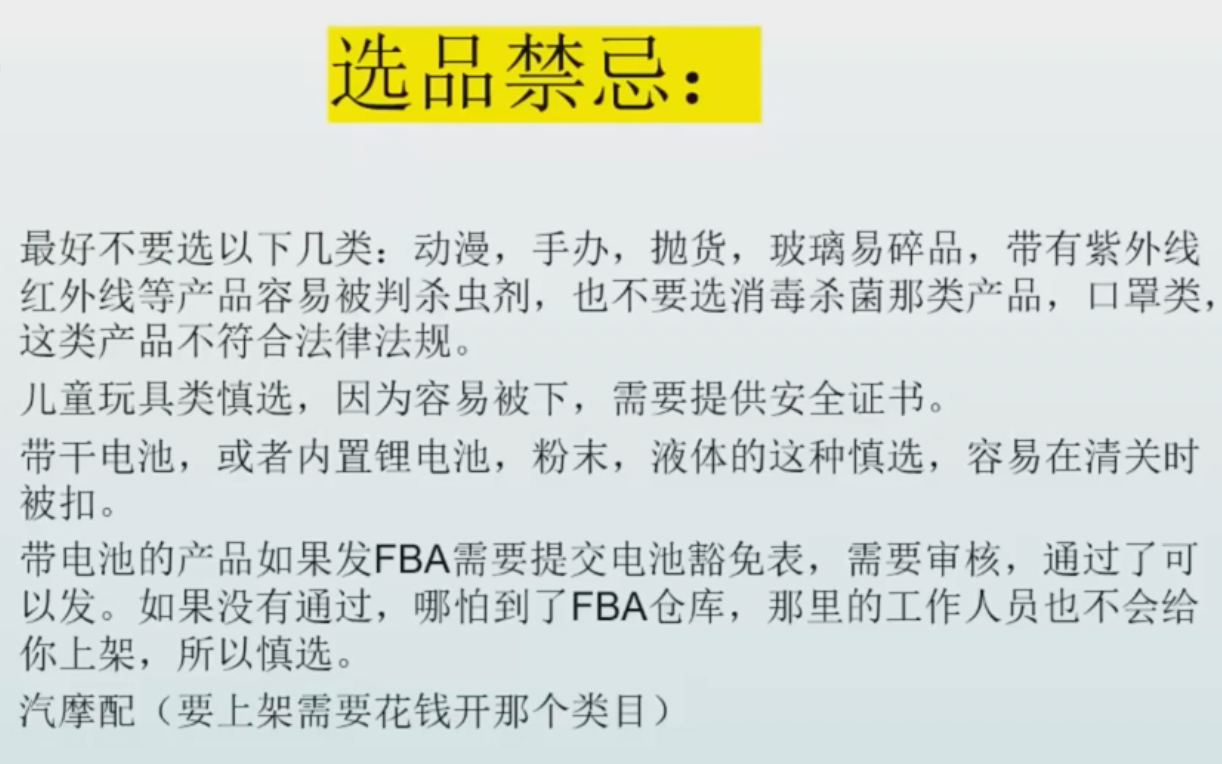 选品禁忌：
最好不要选以下几类：动漫，手办，抛货，玻璃易碎品，带有紫外线
红外线等产品容易被判杀虫剂，也不要选消毒杀菌那类产品，口罩类，
这类产品不符合法律法规。
儿童玩具类慎选，因为容易被下，需要提供安全证书。
带干电池，或者内置锂电池，粉末，液体的这种慎选，容易在清关时
被扣。
带电池的产品如果发FBA需要提交电池豁免表，需要审核，通过了可
以发。如果没有通过，哪怕到了FBA仓库，那里的工作人员也不会给
你上架，所以慎选。
汽摩配（要上架需要花钱开那个类目）